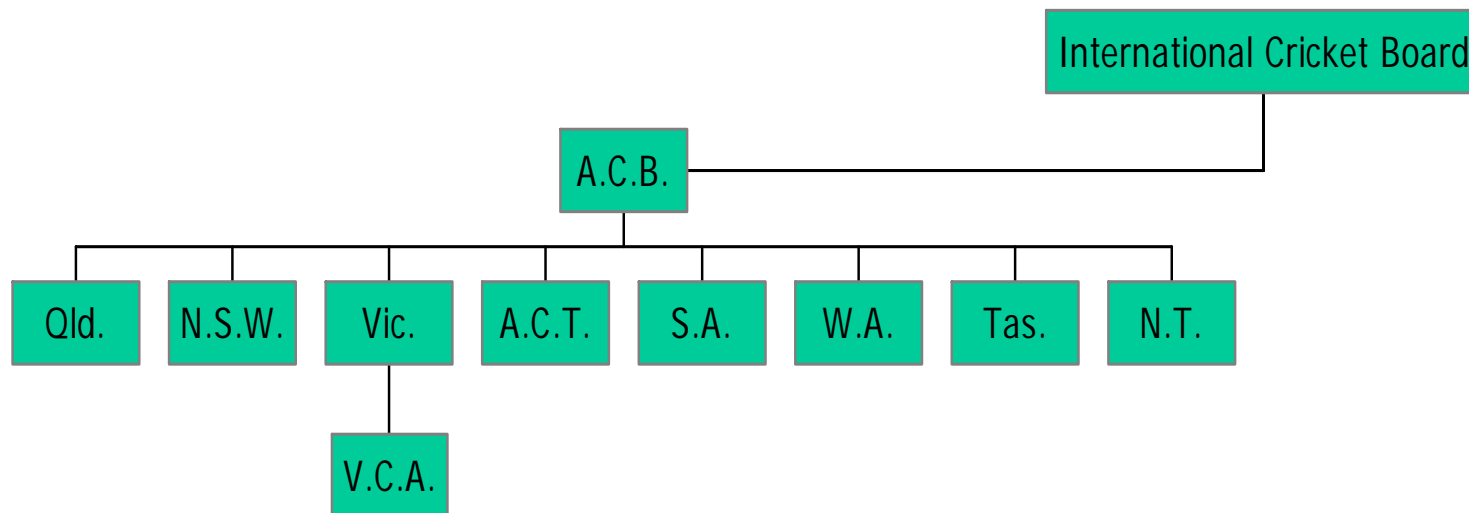 International Cricket Board
A.C.B.
Qld.
N.S.W.
Vic.
A.C.T.
S.A.
W.A.
Tas.
N.T.
V.C.A.